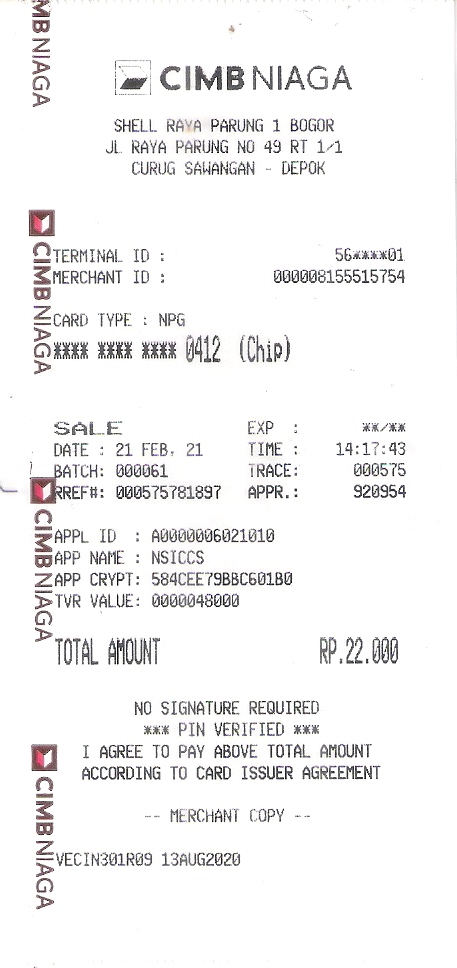 CIMB NIAGA
SHELL RAYA PARUNG 1 BOGOR
JL RAYA PARUNG NO 49 RT 1/1
CURUG SAWANGAN - DEPOK
TERMINAL ID : 56****01
MERCHANT ID : 000008155515754
CARD TYPE : NPG
**** **** **** 0412 (Chip)
SALE EXP : **/**
DATE : 21 FEB, 21 TIME : 14:17:43
BATCH: 000061 TRACE: 000575
RREF#: 000575781897 APPR.: 920954
APPL ID : A0000006021010
APP NAME : NSICCS
APP CRYPT: 584CEE79BBC601B0
TVR VALUE: 0000048000
TOTAL AMOUNT RP.22.000
NO SIGNATURE REQUIRED
*** PIN VERIFIED ***
I AGREE TO PAY ABOVE TOTAL AMOUNT
ACCORDING TO CARD ISSUER AGREEMENT
-- MERCHANT COPY --
VECIN301R09 13AUG2020
MB NIAGA
CIMB NIAGA
CIMB NIAGA
CIMB NIAGA